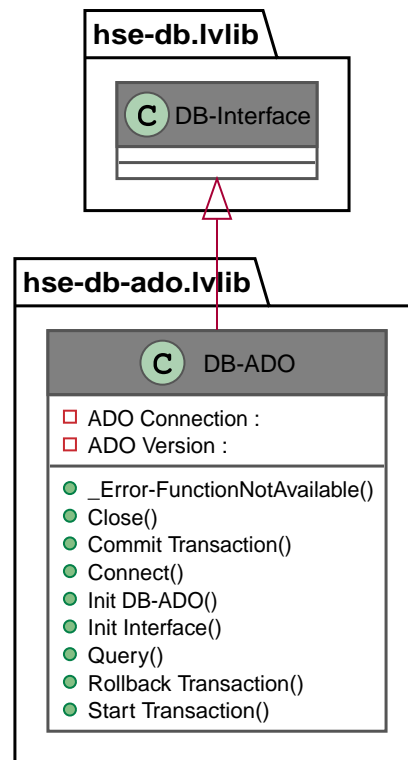 hse-db.lvlib
C DB-Interface
hse-db-ado.lvlib
C DB-ADO
ADO Connection :
ADO Version :
_Error-FunctionNotAvailable()
Close()
Commit Transaction()
Connect()
Init DB-ADO()
Init Interface()
Query()
Rollback Transaction()
Start Transaction()